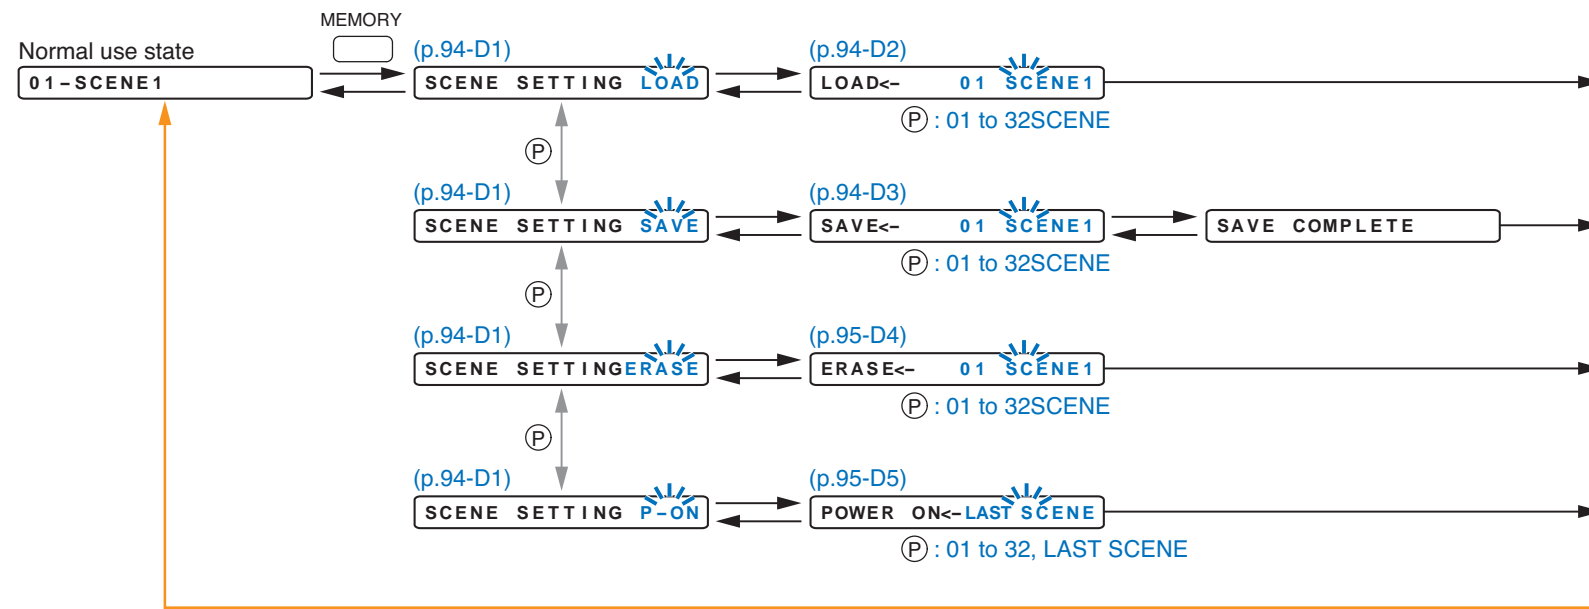 MEMORY
Normal use state
(p.94-D1)
(p.94-D2)
01-SCENE1
SCENE SETTING LOAD
LOAD<- 01 SCENE1
P : 01 to 32SCENE
P
(p.94-D1)
(p.94-D3)
SCENE SETTING SAVE
SAVE<- 01 SCENE1
SAVE COMPLETE
P : 01 to 32SCENE
P
(p.94-D1)
(p.95-D4)
SCENE SETTINGERASE
ERASE<- 01 SCENE1
P : 01 to 32SCENE
P
(p.94-D1)
(p.95-D5)
SCENE SETTING P-ON
POWER ON<-LAST SCENE
P : 01 to 32, LAST SCENE